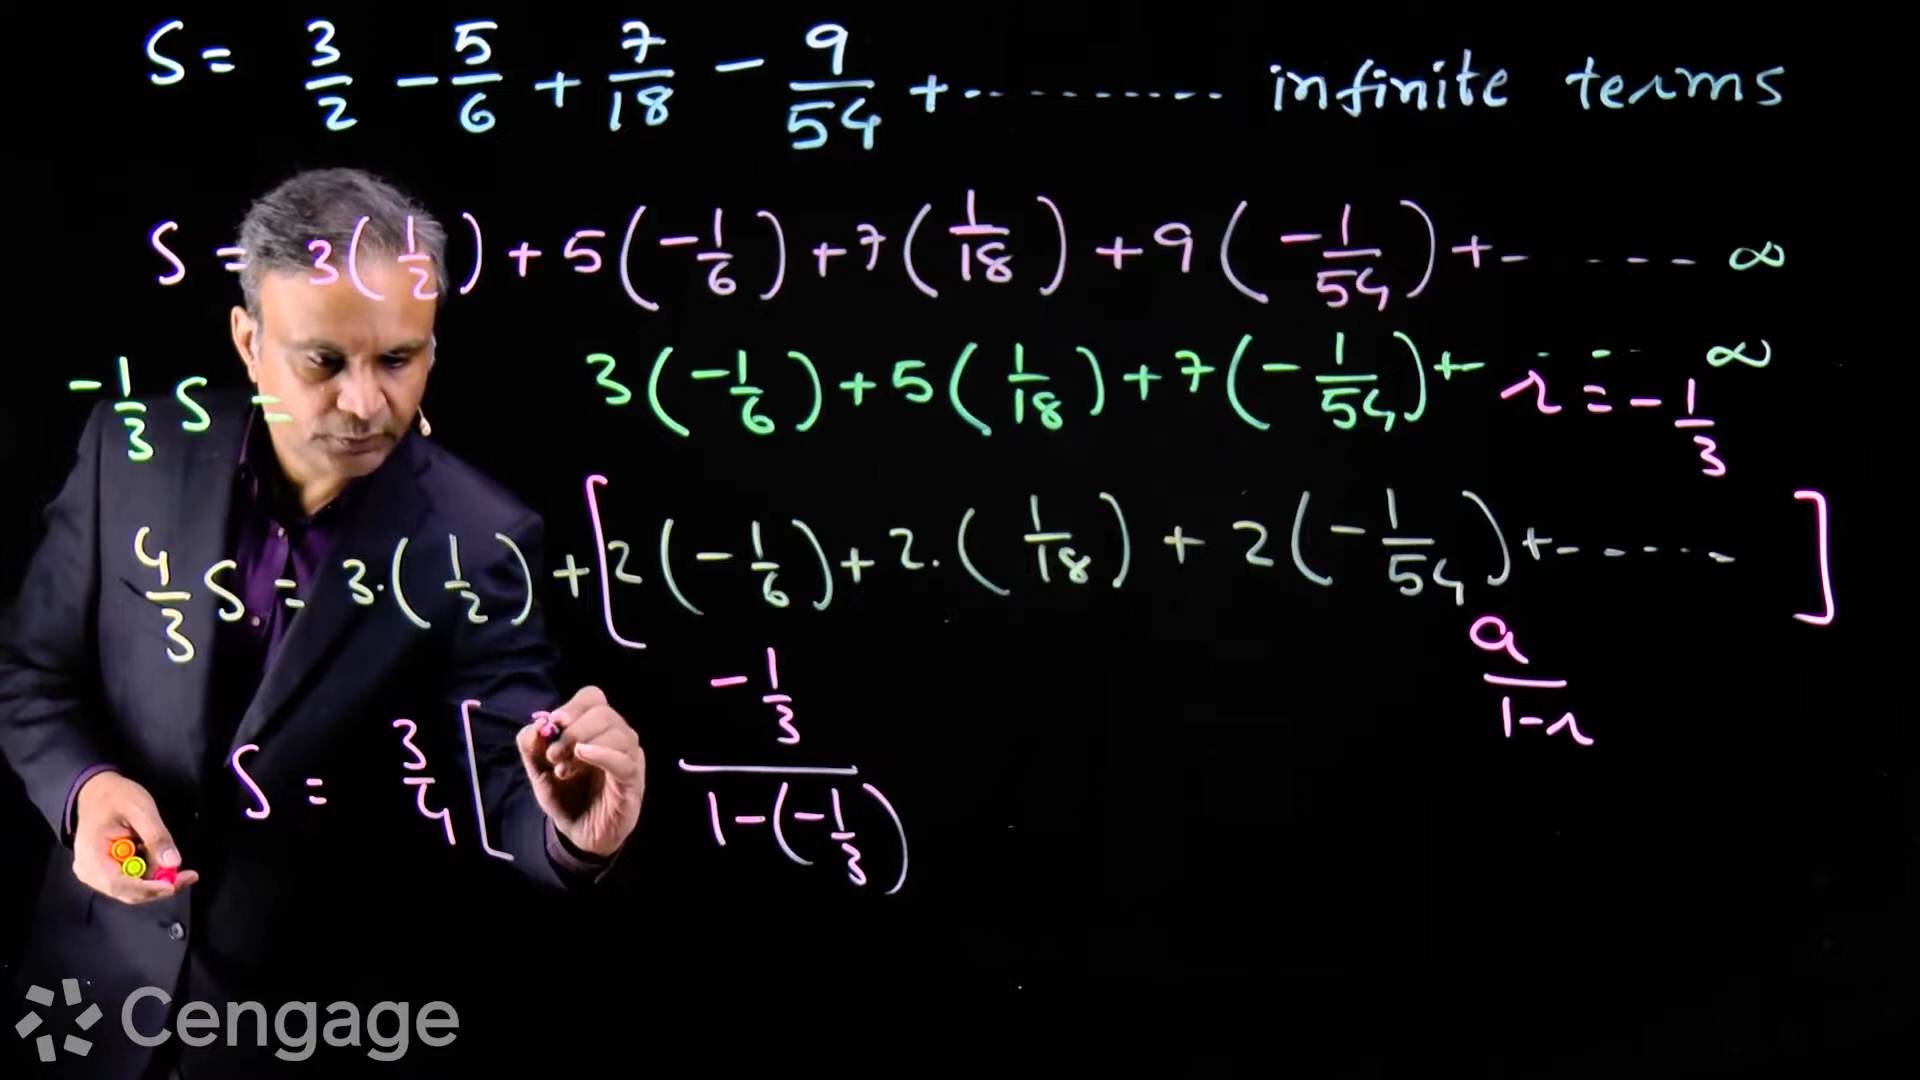 S = 3/2 - 5/6 + 7/18 - 9/54 + .......... infinite terms
S = 3(1/2) + 5(-1/6) + 7(1/18) + 9(-1/54) + - - - - - ∞
-1/3 S = 3(-1/6) + 5(1/18) + 7(-1/54) + - - - ∞
r = -1/3
4/3 S = 3.(1/2) + [2(-1/6) + 2.(1/18) + 2(-1/54) + - - - - - ]
a/(1-r)
S = 3/4 [ (-1/3)/(1-(-1/3))
Cengage